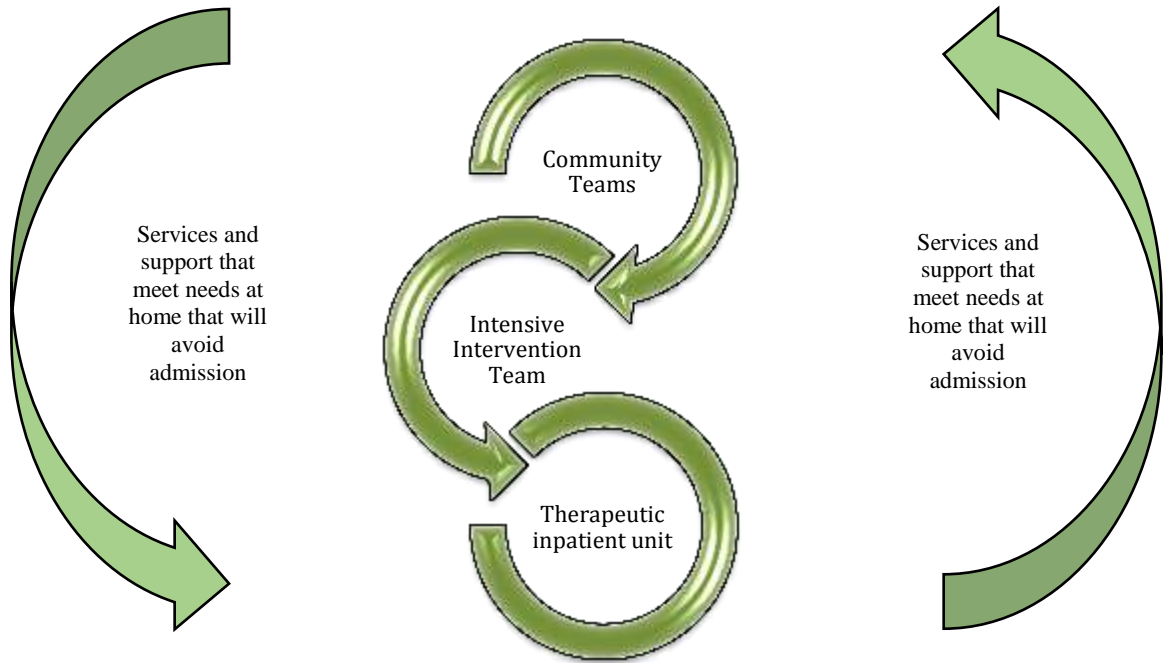 Services and
support that
meet needs at
home that will
avoid
admission
Community
Teams
Intensive
Intervention
Team
Therapeutic
inpatient unit
Services and
support that
meet needs at
home that will
avoid
admission